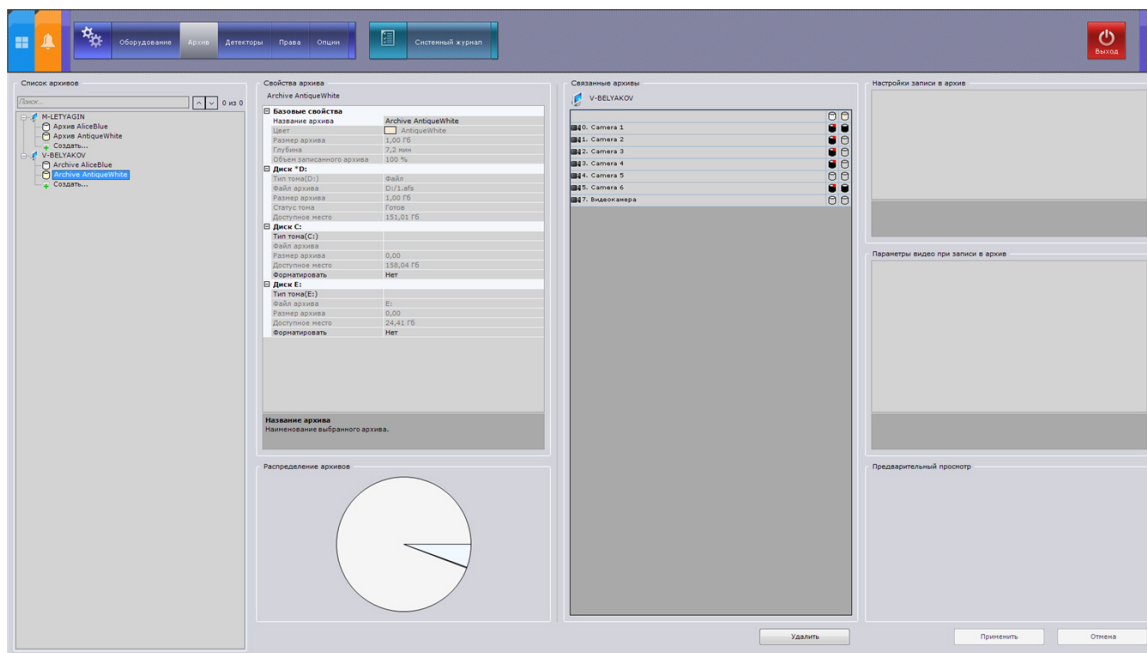 Оборудование Архив Детекторы Права Опции Системный журнал Выход
Список архивов
Поиск... 0 из 0
M-LETYAGIN
Архив AliceBlue
Архив AntiqueWhite
Создать...
V-BELYAKOV
Archive AliceBlue
Archive AntiqueWhite
Создать...
Свойства архива
Archive AntiqueWhite
Базовые свойства
Название архива Archive AntiqueWhite
Цвет AntiqueWhite
Размер архива 1,00 Гб
Глубина 7,2 мин
Объем записанного архива 100 %
Диск *D:
Тип тома(D:) Файл
Файл архива D:/1.afs
Размер архива 1,00 Гб
Статус тома Готов
Доступное место 151,01 Гб
Диск C:
Тип тома(C:)
Файл архива
Размер архива 0,00
Доступное место 158,04 Гб
Форматировать Нет
Диск E:
Тип тома(E:)
Файл архива E:
Размер архива 0,00
Доступное место 24,41 Гб
Форматировать Нет
Название архива
Наименование выбранного архива.
Распределение архивов
Связанные архивы
V-BELYAKOV
0. Camera 1
1. Camera 2
2. Camera 3
3. Camera 4
4. Camera 5
5. Camera 6
7. Видеокамера
Настройки записи в архив
Параметры видео при записи в архив
Предварительный просмотр
Удалить Применить Отмена